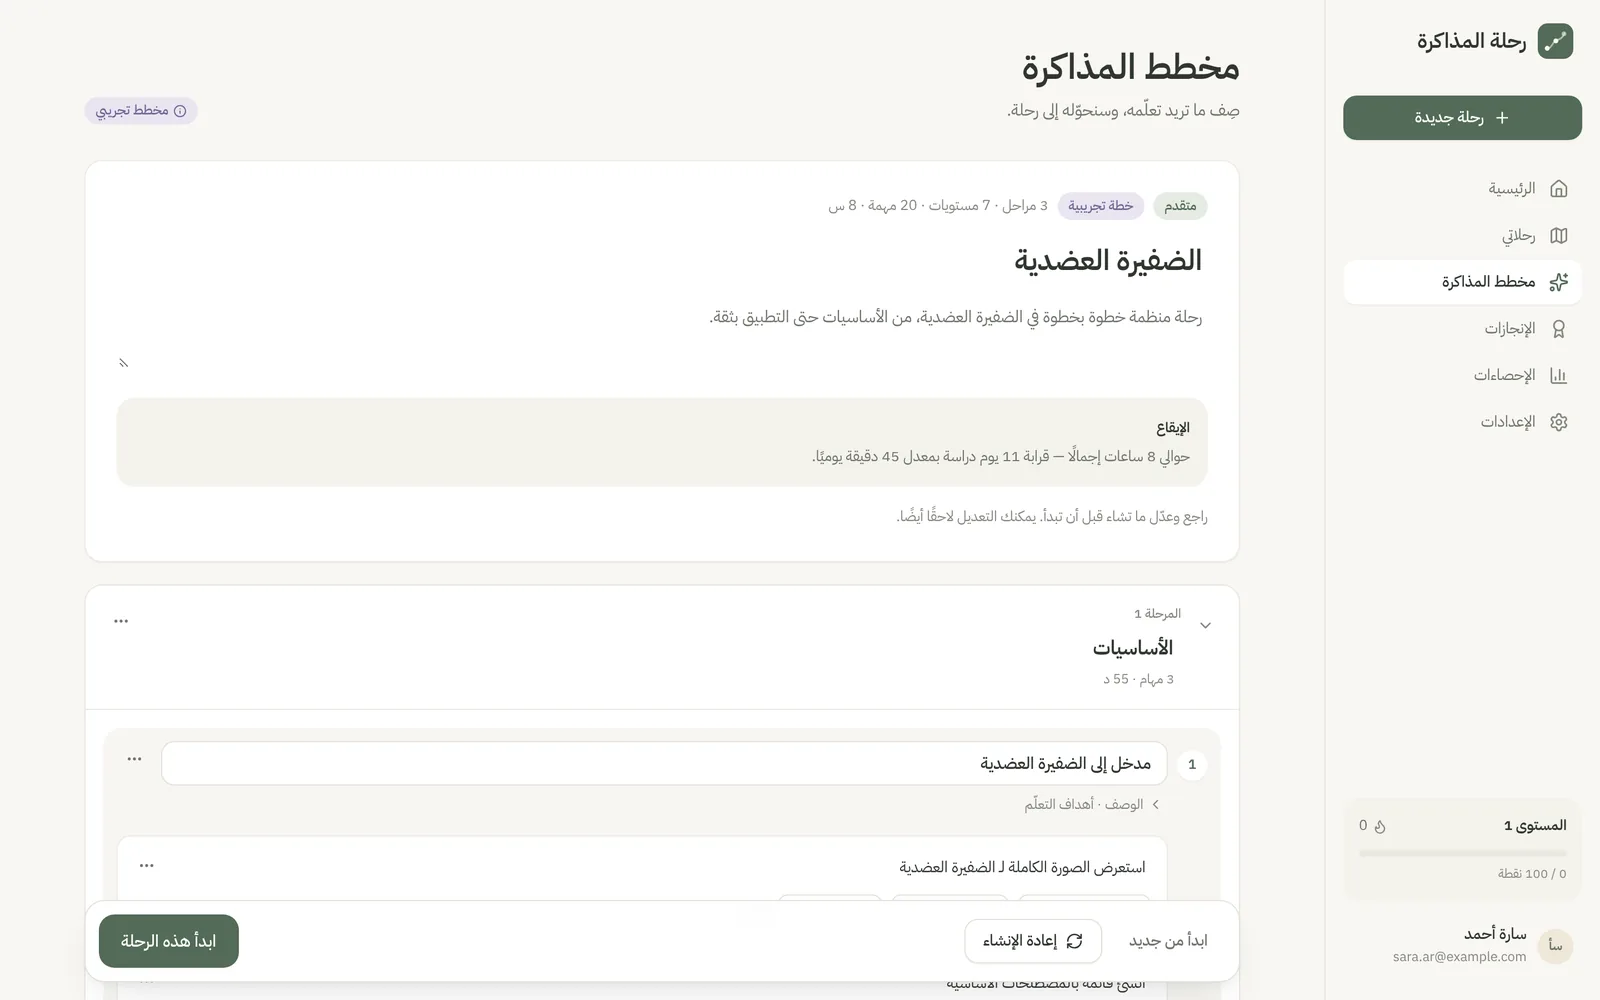 رحلة المذاكرة
رحلة جديدة
الرئيسية
رحلاتي
مخطط المذاكرة
الإنجازات
الإحصاءات
الإعدادات
المستوى 1
0
0 / 100 نقطة
سأ
سارة أحمد
sara.ar@example.com
مخطط المذاكرة
صِف ما تريد تعلّمه، وسنحوّله إلى رحلة.
مخطط تجريبي
متقدم
خطة تجريبية
3 مراحل · 7 مستويات · 20 مهمة · 8 س
الضفيرة العضدية
رحلة منظمة خطوة بخطوة في الضفيرة العضدية، من الأساسيات حتى التطبيق بثقة.
الإيقاع
حوالي 8 ساعات إجمالًا — قرابة 11 يوم دراسة بمعدل 45 دقيقة يوميًا.
راجع وعدّل ما تشاء قبل أن تبدأ. يمكنك التعديل لاحقًا أيضًا.
المرحلة 1
الأساسيات
3 مهام · 55 د
1
مدخل إلى الضفيرة العضدية
الوصف · أهداف التعلّم
استعرض الصورة الكاملة لـ الضفيرة العضدية
ابدأ من جديد
إعادة الإنشاء
ابدأ هذه الرحلة
أنشئ قائمة بالمصطلحات الأساسية